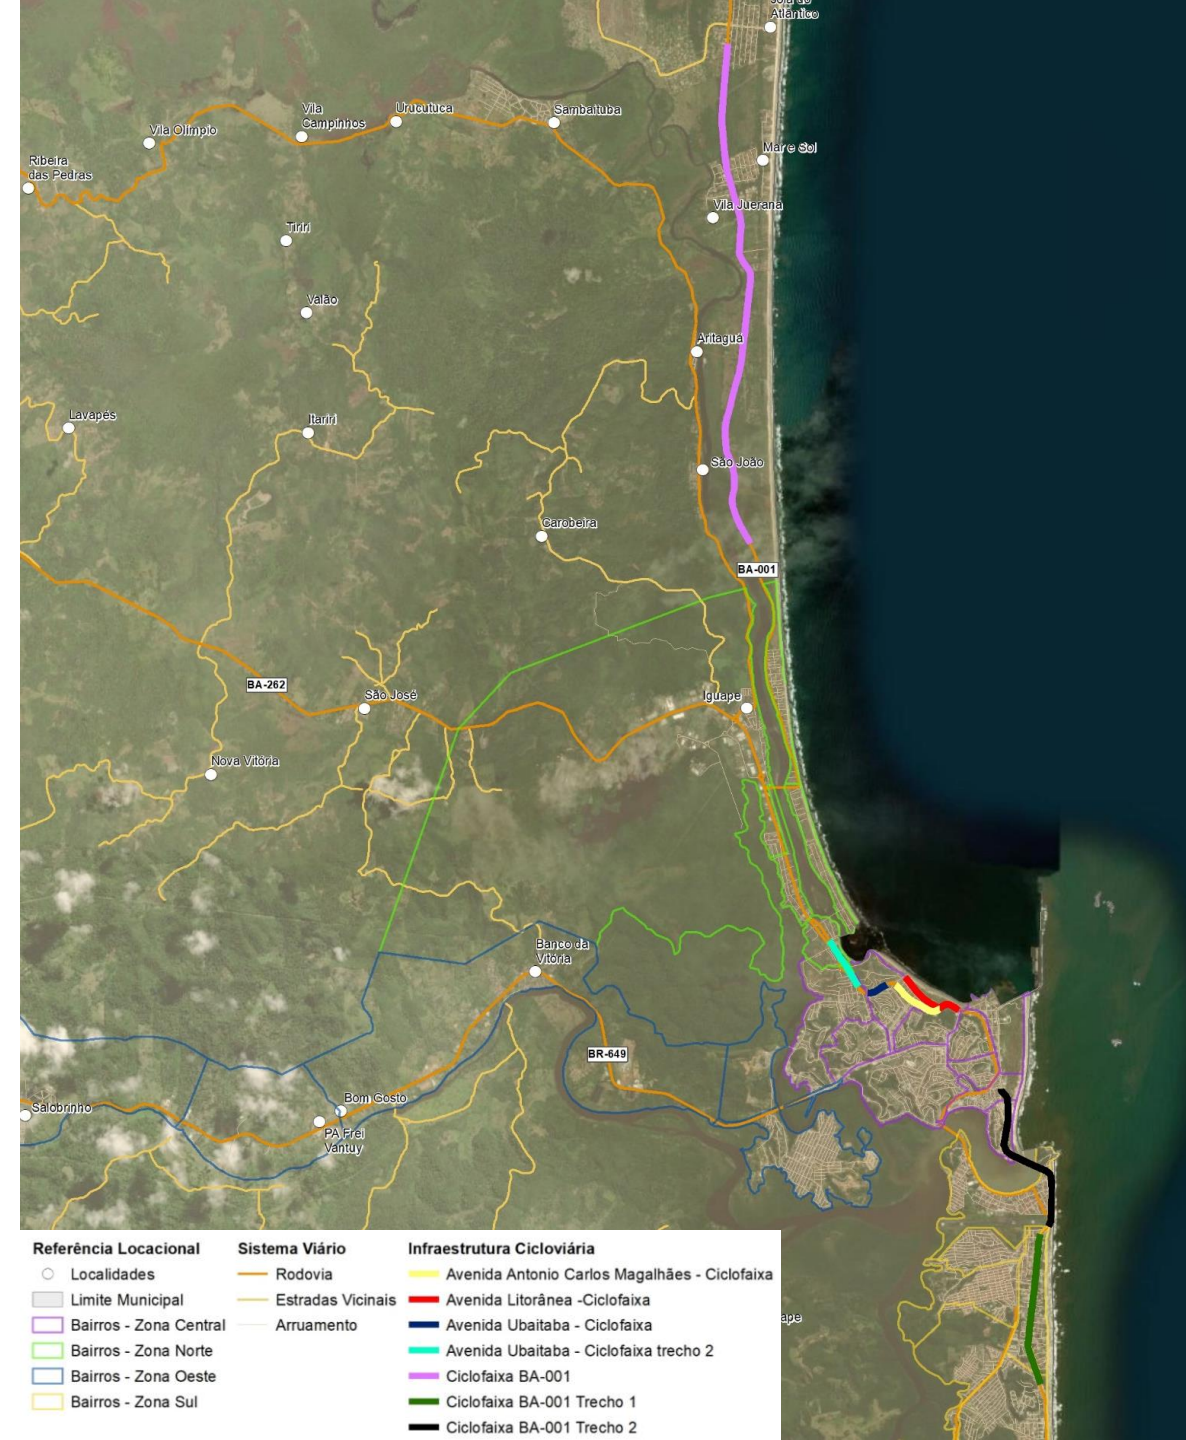 Atlântico
Vila
Campinhos
Urucutuca
Sambaituba
Vila Olímpio
Mar e Sol
Ribeira
das Pedras
Vila Juerana
Tiriri
Valão
Aritaguá
Lavapés
Itariri
São João
Carobeira
BA-001
BA-262
São José
Iguape
Nova Vitória
Banco da
Vitória
BR-649
Salobrinho
Bom Gosto
PA Frei
Vantuy
ape
Referência Locacional
Localidades
Limite Municipal
Bairros - Zona Central
Bairros - Zona Norte
Bairros - Zona Oeste
Bairros - Zona Sul
Sistema Viário
Rodovia
Estradas Vicinais
Arruamento
Infraestrutura Cicloviária
Avenida Antonio Carlos Magalhães - Ciclofaixa
Avenida Litorânea -Ciclofaixa
Avenida Ubaitaba - Ciclofaixa
Avenida Ubaitaba - Ciclofaixa trecho 2
Ciclofaixa BA-001
Ciclofaixa BA-001 Trecho 1
Ciclofaixa BA-001 Trecho 2